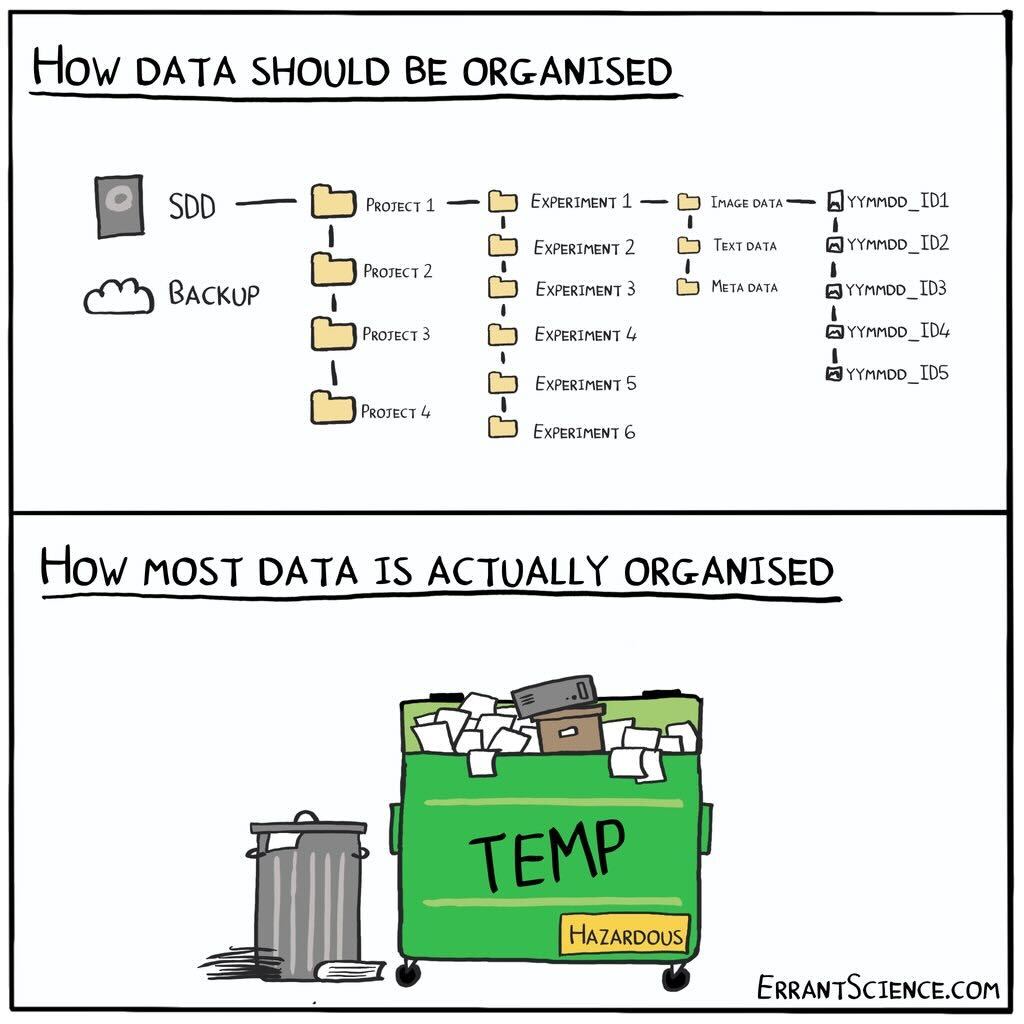 HOW DATA SHOULD BE ORGANISED
SDD
BACKUP
PROJECT 1
PROJECT 2
PROJECT 3
PROJECT 4
EXPERIMENT 1
EXPERIMENT 2
EXPERIMENT 3
EXPERIMENT 4
EXPERIMENT 5
EXPERIMENT 6
IMAGE DATA
TEXT DATA
META DATA
YYMMDD_ID1
YYMMDD_ID2
YYMMDD_ID3
YYMMDD_ID4
YYMMDD_ID5
HOW MOST DATA IS ACTUALLY ORGANISED
TEMP
HAZARDOUS
ERRANTSCIENCE.COM